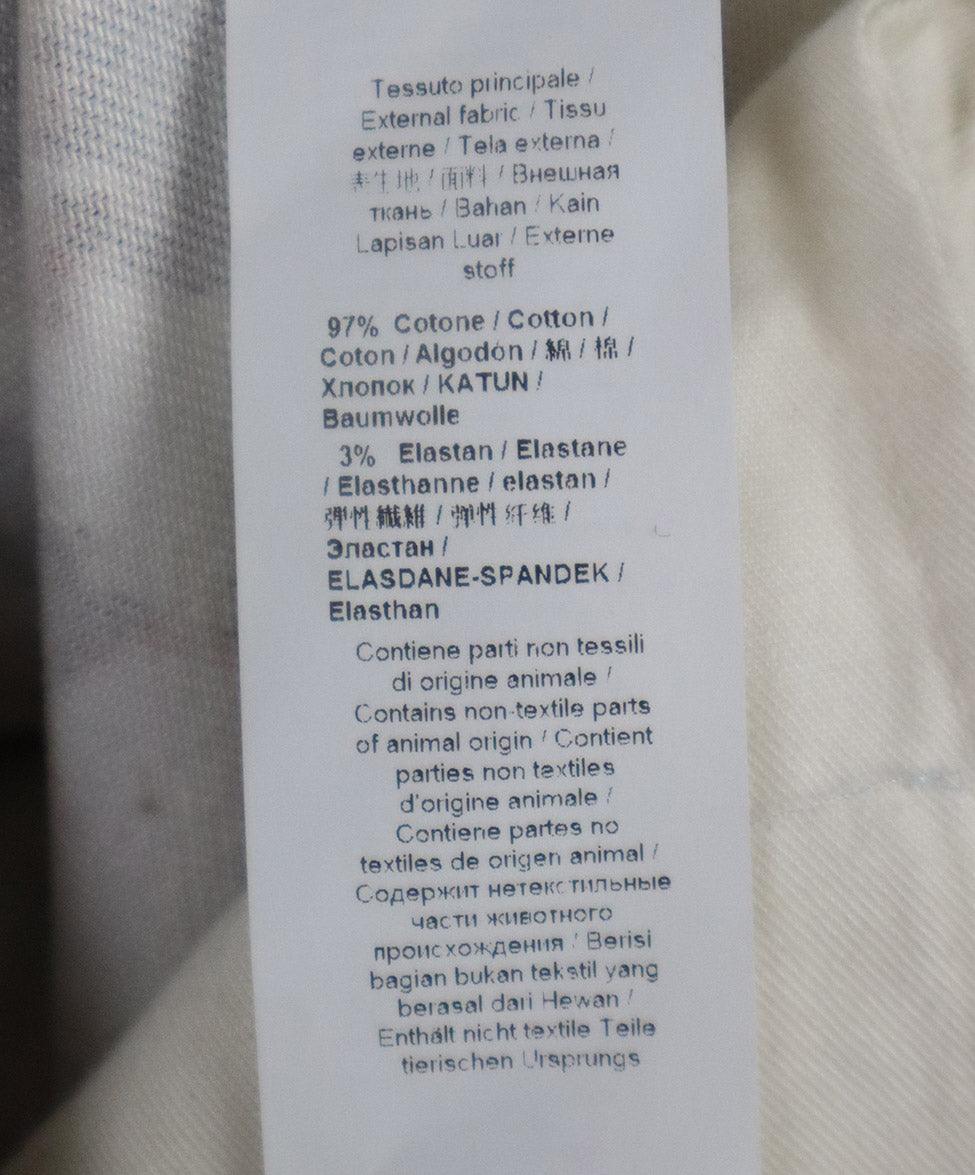 Tessuto principale /
External fabric / Tissu
externe / Tela externa /
表生地 / 面料 / Внешная
ткань / Bahan / Kain
Lapisan Luar / Externe
stoff
97% Cotone / Cotton /
Coton / Algodón / 綿 / 棉 /
Хлопок / KATUN /
Baumwolle
3% Elastan / Elastane
/ Elasthanne / elastan /
弾性繊維 / 弹性纤维 /
Эластан /
ELASDANE-SPANDEK /
Elasthan
Contiene parti non tessili
di origine animale /
Contains non-textile parts
of animal origin / Contient
parties non textiles
d'origine animale /
Contiene partes no
textiles de origen animal /
Содержит нетекстильные
части животного
происхождения / Berisi
bagian bukan tekstil yang
berasal dari Hewan /
Enthält nicht textile Teile
tierischen Ursprungs